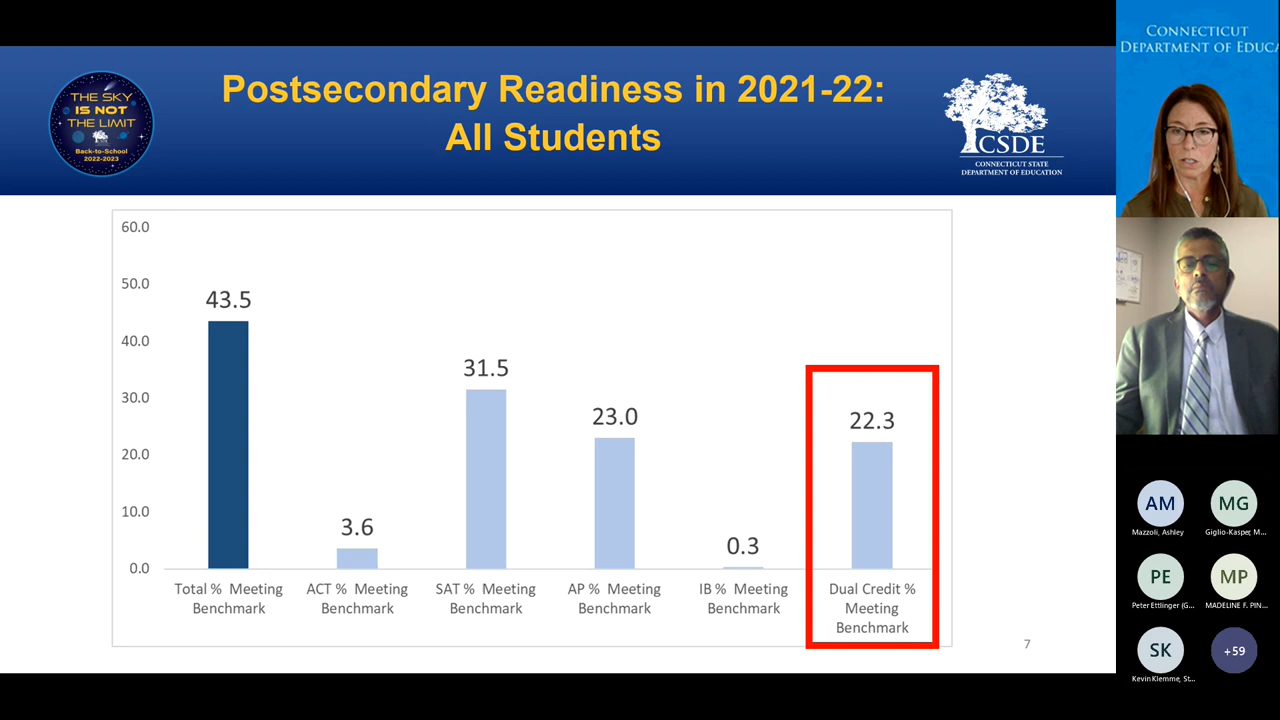 THE SKY
IS NOT
THE LIMIT
Back-to-School
2022-2023
Postsecondary Readiness in 2021-22:
All Students
CSDE
CONNECTICUT STATE
DEPARTMENT OF EDUCATION
60.0
50.0
40.0
30.0
20.0
10.0
0.0
43.5
3.6
31.5
23.0
0.3
22.3
Total % Meeting
Benchmark
ACT % Meeting
Benchmark
SAT % Meeting
Benchmark
AP % Meeting
Benchmark
IB % Meeting
Benchmark
Dual Credit %
Meeting
Benchmark
7
CONNECTICUT
DEPARTMENT OF EDUCA
AM
Mazzoli, Ashley
MG
Giglio-Kasper, M...
PE
Peter Ettlinger (G...
MP
MADELINE F. PIN...
SK
Kevin Klemme, St...
+59